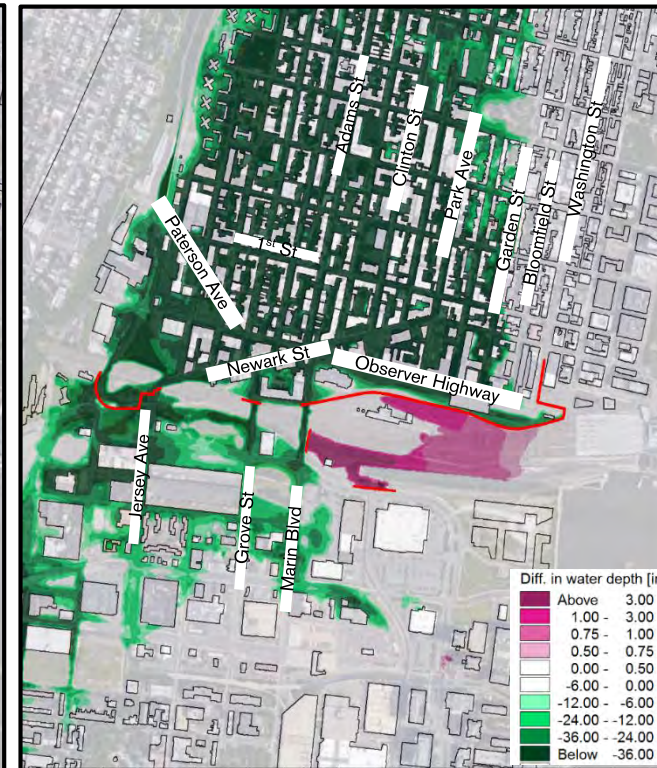 Adams St
Clinton St
Park Ave
Garden St
Bloomfield St
Washington St
Paterson Ave
1st St
Newark St
Observer Highway
Jersey Ave
Grove St
Marin Blvd
Diff. in water depth [in
Above 3.00
1.00 - 3.00
0.75 - 1.00
0.50 - 0.75
0.00 - 0.50
-6.00 - 0.00
-12.00 - -6.00
-24.00 - -12.00
-36.00 - -24.00
Below -36.00